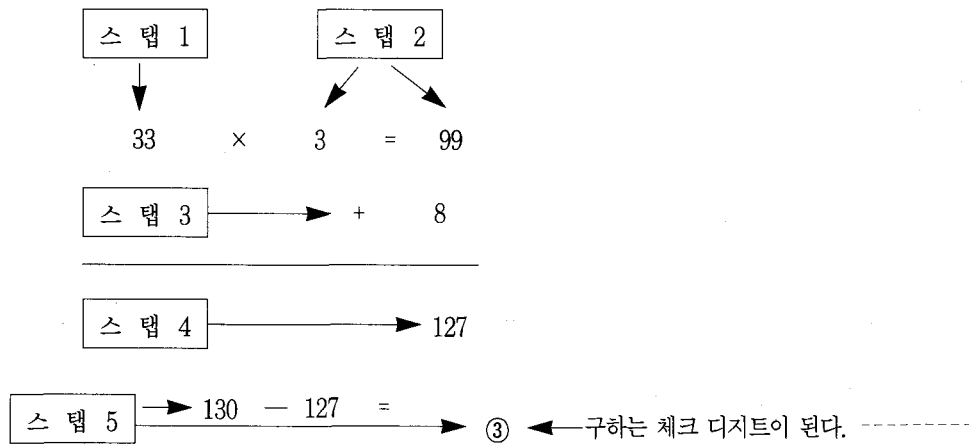 스 탭 1 스 탭 2
33 × 3 = 99
스 탭 3 + 8
스 탭 4 127
스 탭 5 130 − 127 =
③ 구하는 체크 디지트이 된다.